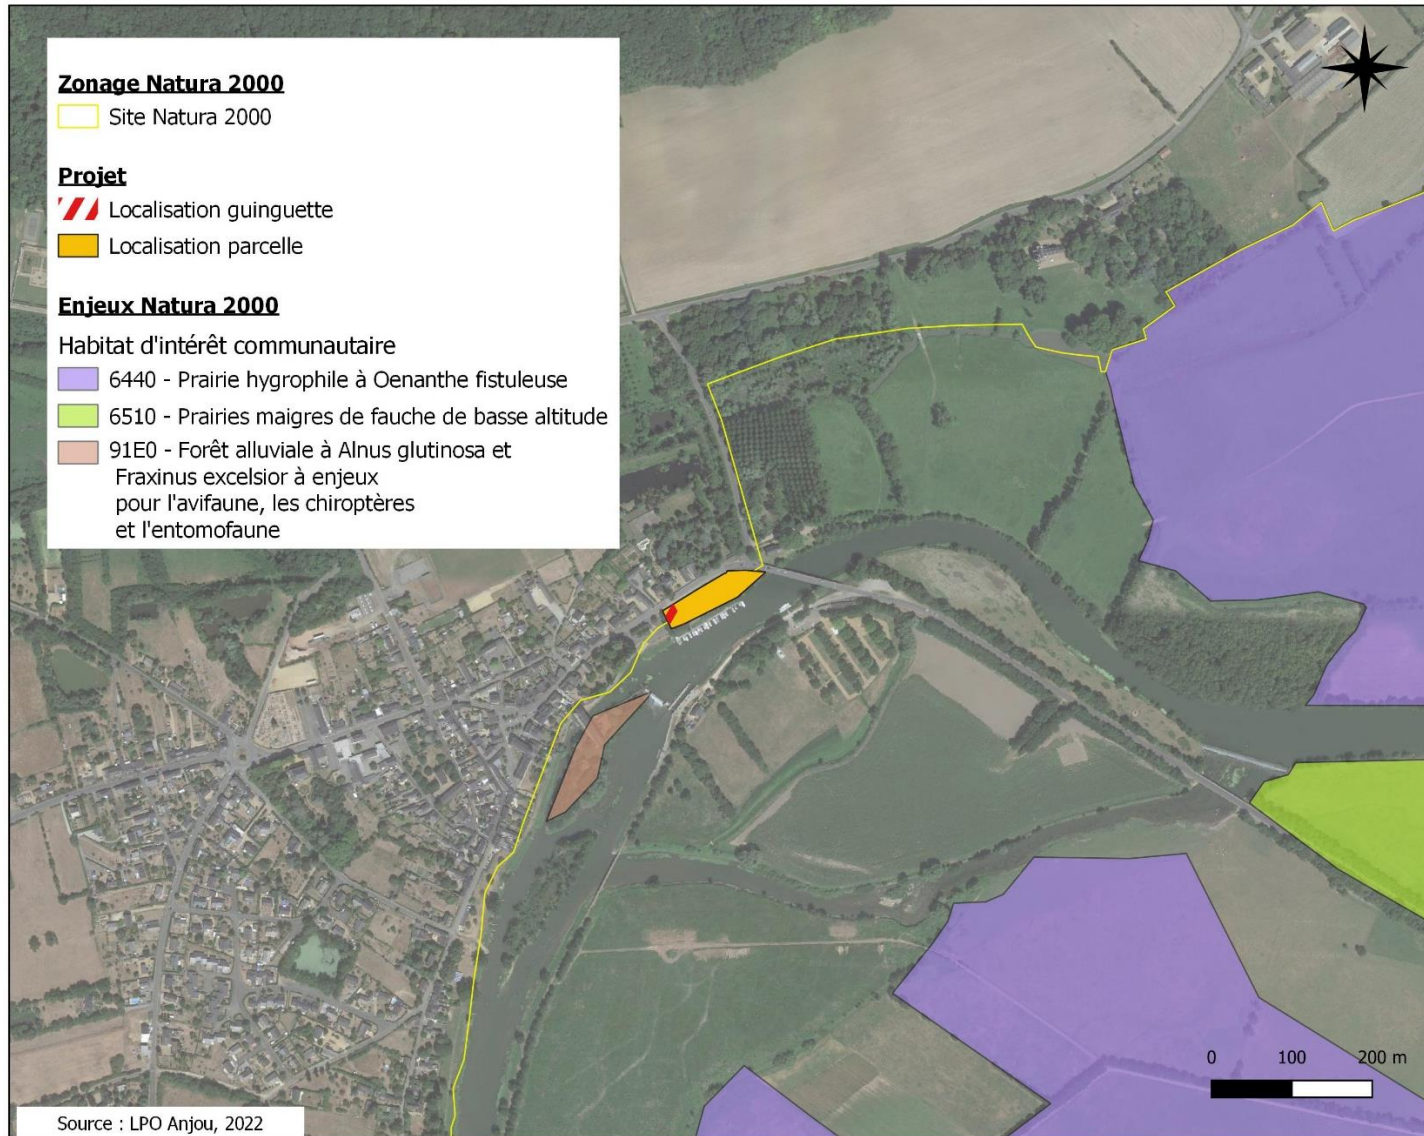 Zonage Natura 2000
Site Natura 2000
Projet
Localisation guinguette
Localisation parcelle
Enjeux Natura 2000
Habitat d'intérêt communautaire
6440 - Prairie hygrophile à Oenanthe fistuleuse
6510 - Prairies maigres de fauche de basse altitude
91E0 - Forêt alluviale à Alnus glutinosa et
Fraxinus excelsior à enjeux
pour l'avifaune, les chiroptères
et l'entomofaune
0 100 200 m
Source : LPO Anjou, 2022